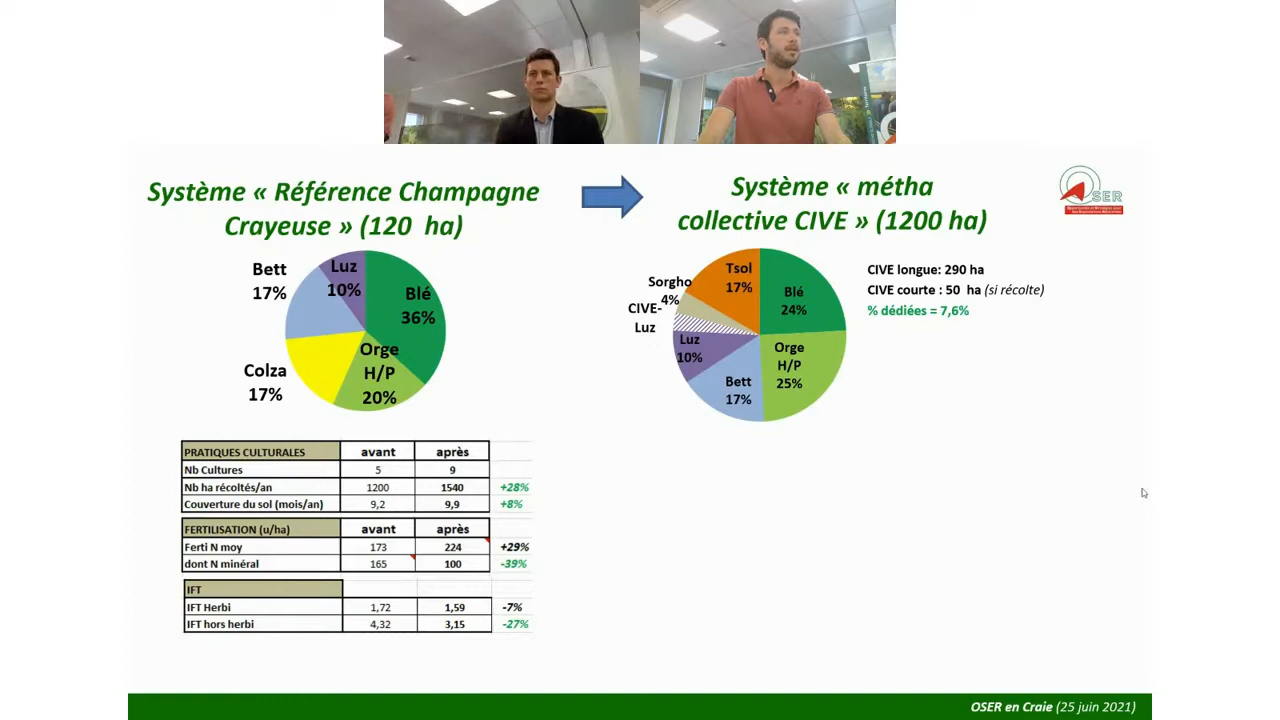 Système « Référence Champagne
Crayeuse » (120 ha)
Système « métha
collective CIVE » (1200 ha)
OSER
Bett
17%
Luz
10%
Blé
36%
Orge
H/P
20%
Colza
17%
Tsol
17%
Sorgho
4%
CIVE-
Luz
Luz
10%
Bett
17%
Blé
24%
Orge
H/P
25%
CIVE longue: 290 ha
CIVE courte : 50 ha (si récolte)
% dédiées = 7,6%
PRATIQUES CULTURALES avant après
Nb Cultures 5 9
Nb ha récoltés/an 1200 1540 +28%
Couverture du sol (mois/an) 9,2 9,9 +8%
FERTILISATION (u/ha) avant après
Ferti N moy 173 224 +29%
dont N minéral 165 100 -39%
IFT
IFT Herbi 1,72 1,59 -7%
IFT hors herbi 4,32 3,15 -27%
OSER en Craie (25 juin 2021)